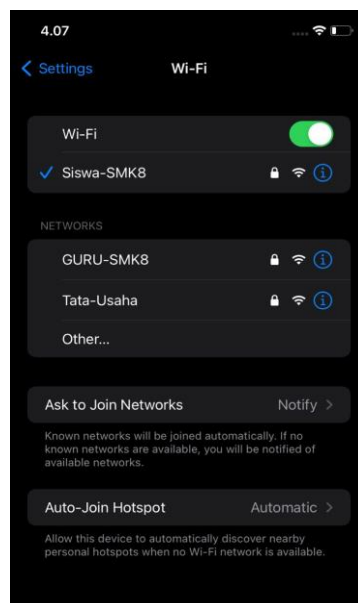 4.07
Settings
Wi-Fi
Wi-Fi
Siswa-SMK8
NETWORKS
GURU-SMK8
Tata-Usaha
Other...
Ask to Join Networks
Notify
Known networks will be joined automatically. If no
known networks are available, you will be notified of
available networks.
Auto-Join Hotspot
Automatic
Allow this device to automatically discover nearby
personal hotspots when no Wi-Fi network is available.